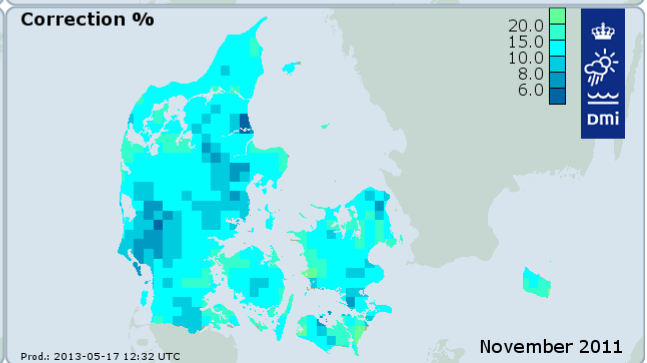 Correction %
20.0
15.0
10.0
8.0
6.0
DMi
November 2011
Prod.: 2013-05-17 12:32 UTC